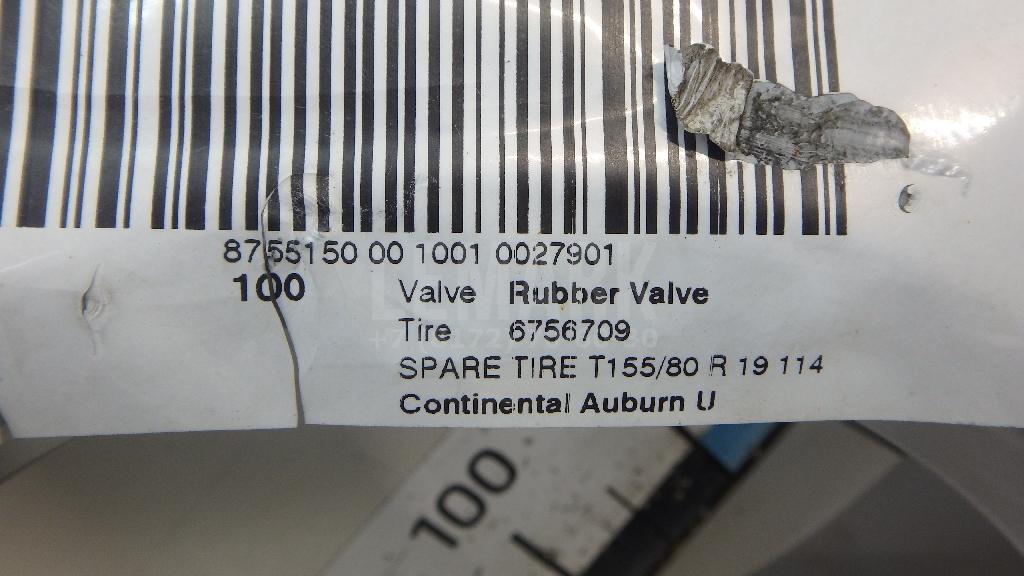 8755150 00 1001 0027901
100 Valve Rubber Valve
Tire 6756709
SPARE TIRE T155/80 R 19 114
Continental Auburn U
LEMARK
100